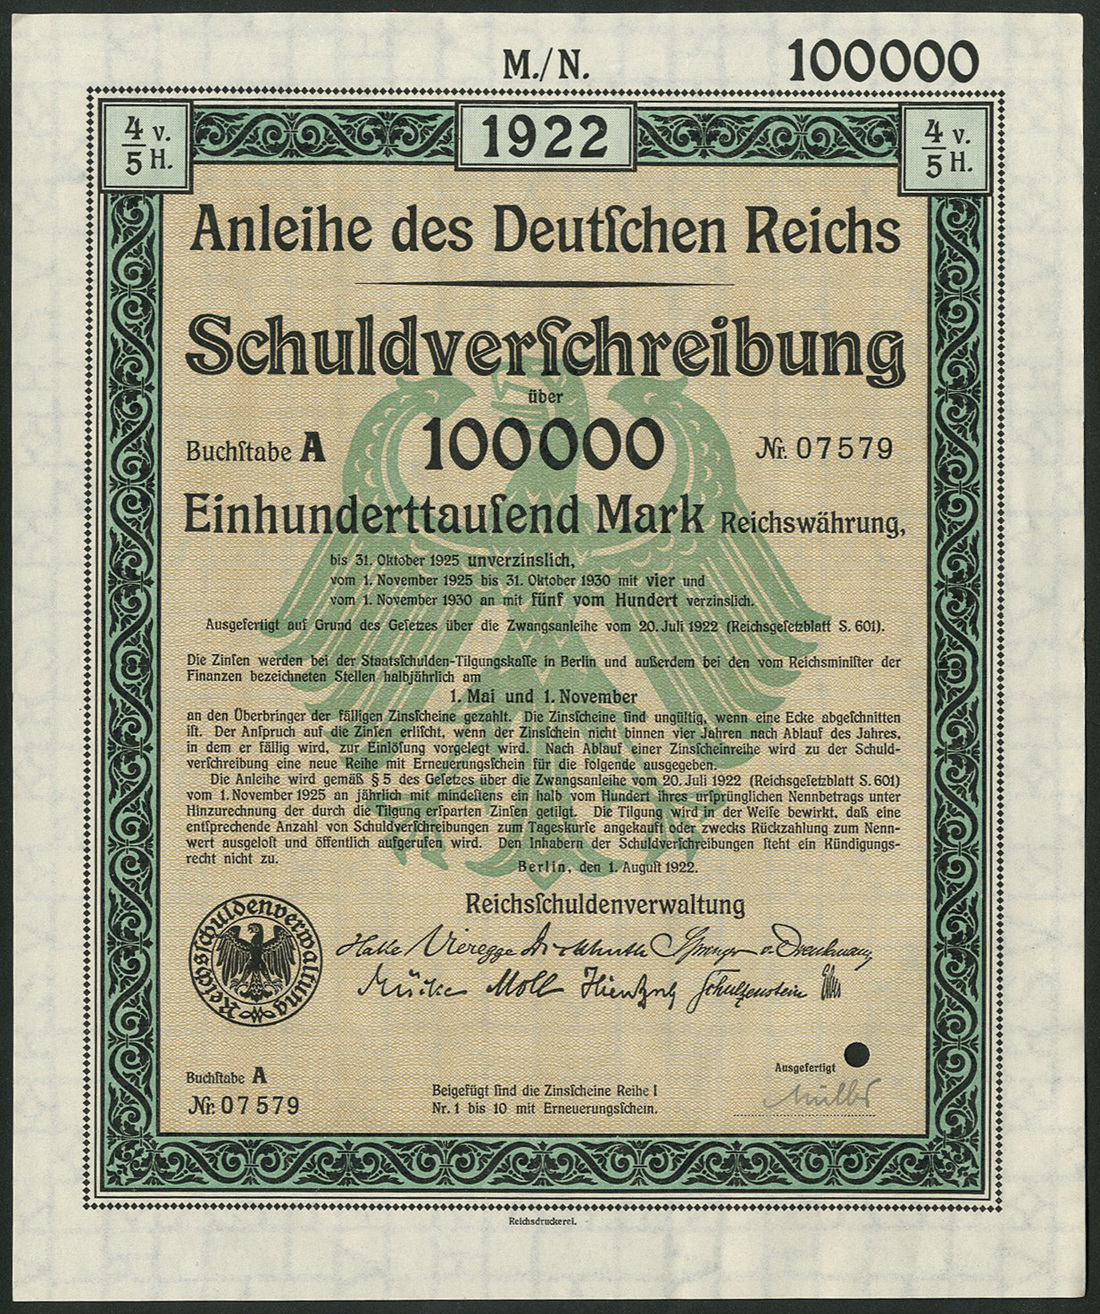 M./N. 100000
4/5 v. H. 1922 4/5 v. H.
Anleihe des Deutſchen Reichs
Schuldverſchreibung
über
Buchſtabe A 100000 Nr. 07579
Einhunderttauſend Mark Reichswährung,
bis 31. Oktober 1925 unverzinslich,
vom 1. November 1925 bis 31. Oktober 1930 mit vier und
vom 1. November 1930 an mit fünf vom Hundert verzinslich.
Ausgefertigt auf Grund des Geſetzes über die Zwangsanleihe vom 20. Juli 1922 (Reichsgeſetzblatt S. 601).
Die Zinſen werden bei der Staatsſchulden-Tilgungskaſſe in Berlin und außerdem bei den vom Reichsminiſter der
Finanzen bezeichneten Stellen halbjährlich am
1. Mai und 1. November
an den Überbringer der fälligen Zinsſcheine gezahlt. Die Zinsſcheine ſind ungültig, wenn eine Ecke abgeſchnitten
iſt. Der Anſpruch auf die Zinſen erliſcht, wenn der Zinsſchein nicht binnen vier Jahren nach Ablauf des Jahres,
in dem er fällig wird, zur Einlöſung vorgelegt wird. Nach Ablauf einer Zinsſcheinreihe wird zu der Schuld-
verſchreibung eine neue Reihe mit Erneuerungsſchein für die folgende ausgegeben.
Die Anleihe wird gemäß § 5 des Geſetzes über die Zwangsanleihe vom 20. Juli 1922 (Reichsgeſetzblatt S. 601)
vom 1. November 1925 an jährlich mit mindeſtens ein halb vom Hundert ihres urſprünglichen Nennbetrags unter
Hinzurechnung der durch die Tilgung erſparten Zinſen getilgt. Die Tilgung wird in der Weiſe bewirkt, daß eine
entſprechende Anzahl von Schuldverſchreibungen zum Tageskurſe angekauft oder zwecks Rückzahlung zum Nenn-
wert ausgeloſt und öffentlich aufgerufen wird. Den Inhabern der Schuldverſchreibungen ſteht ein Kündigungs-
recht nicht zu.
Berlin, den 1. Auguſt 1922.
Reichsſchuldenverwaltung
Reichsſchuldenverwaltung
Halle Vieregge Springer
Mücke Moll Schultzenstein
Buchſtabe A
Nr. 07579
Beigefügt ſind die Zinsſcheine Reihe I
Nr. 1 bis 10 mit Erneuerungsſchein.
Ausgefertigt
Müller
Reichsdruckerei.